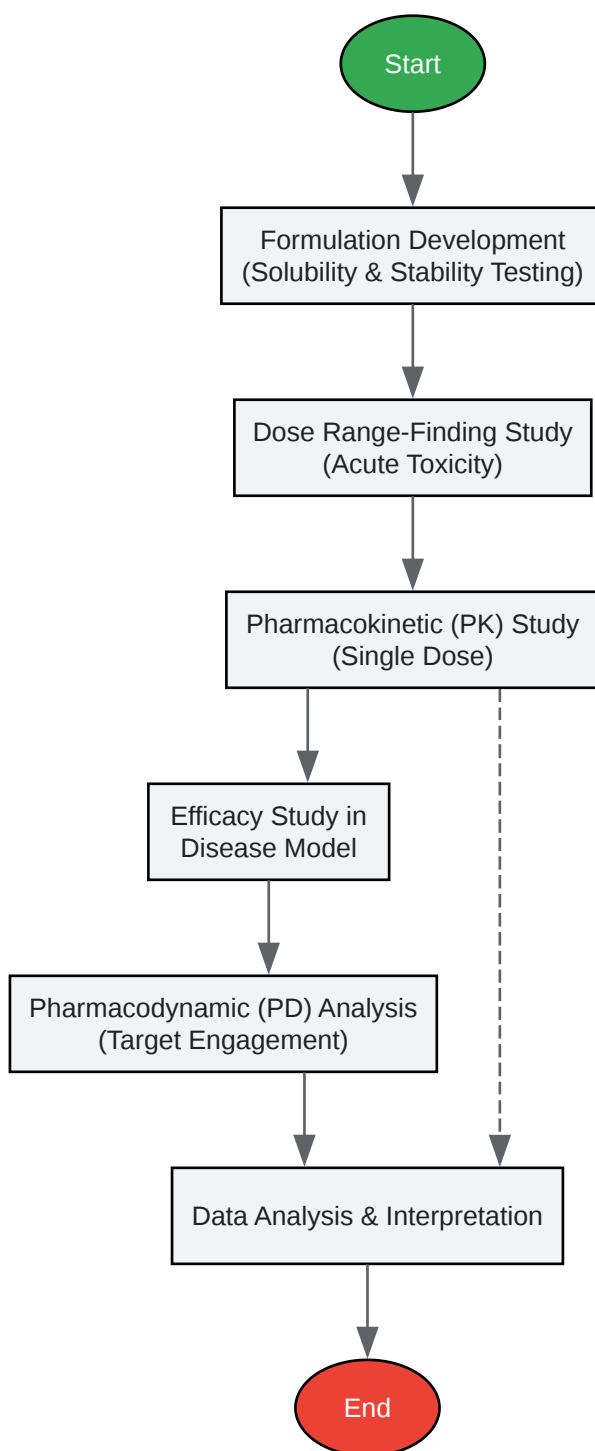 Start
Formulation Development
(Solubility & Stability Testing)
Dose Range-Finding Study
(Acute Toxicity)
Pharmacokinetic (PK) Study
(Single Dose)
Efficacy Study in
Disease Model
Pharmacodynamic (PD) Analysis
(Target Engagement)
Data Analysis & Interpretation
End